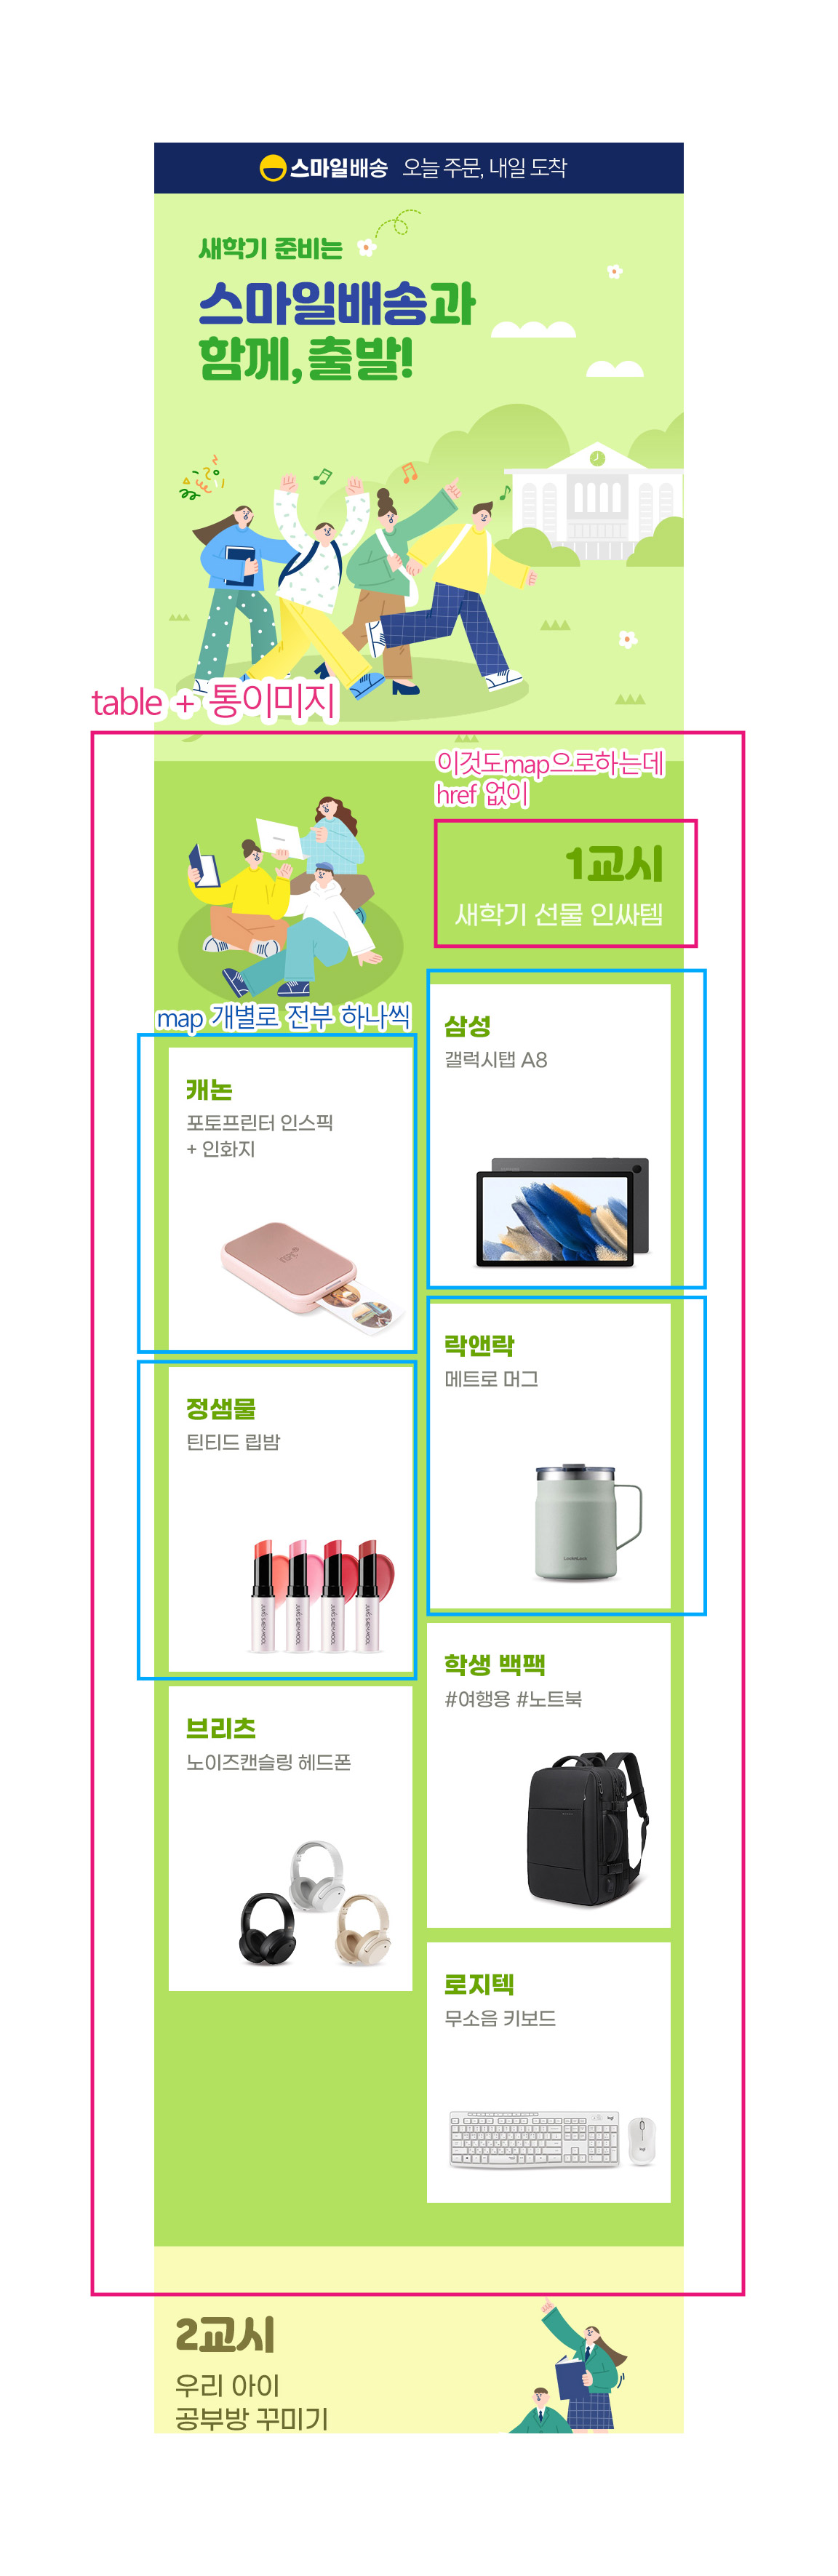 스마일배송 오늘 주문, 내일 도착
새학기 준비는
스마일배송과
함께, 출발!
table + 통이미지
이것도map으로하는데
href 없이
1교시
새학기 선물 인싸템
map 개별로 전부 하나씩
삼성
갤럭시탭 A8
캐논
포토프린터 인스픽
+ 인화지
락앤락
메트로 머그
정샘물
틴티드 립밤
학생 백팩
#여행용 #노트북
브리츠
노이즈캔슬링 헤드폰
로지텍
무소음 키보드
2교시
우리 아이
공부방 꾸미기